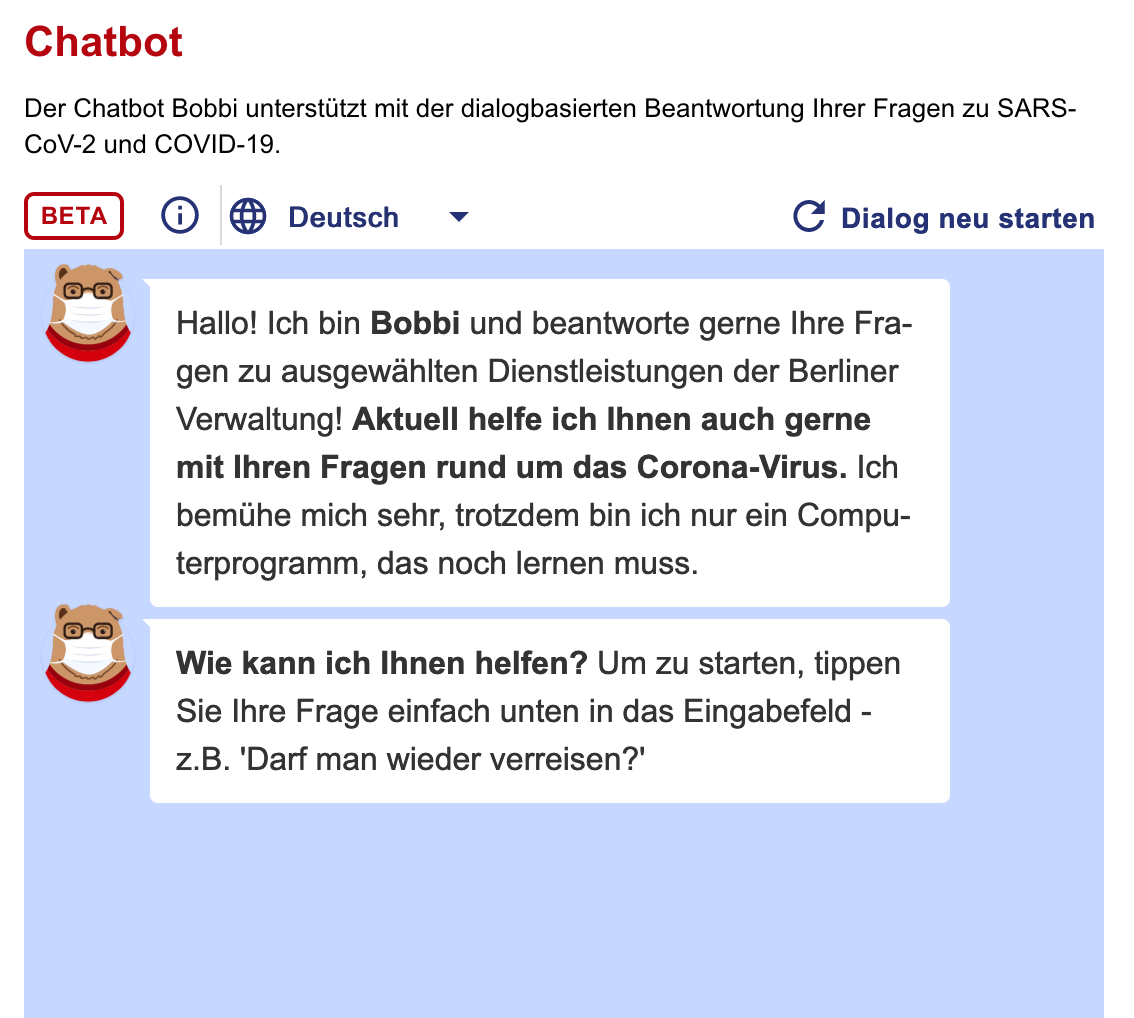 Chatbot
Der Chatbot Bobbi unterstützt mit der dialogbasierten Beantwortung Ihrer Fragen zu SARS-
CoV-2 und COVID-19.
BETA Deutsch Dialog neu starten
Hallo! Ich bin Bobbi und beantworte gerne Ihre Fra-
gen zu ausgewählten Dienstleistungen der Berliner
Verwaltung! Aktuell helfe ich Ihnen auch gerne
mit Ihren Fragen rund um das Corona-Virus. Ich
bemühe mich sehr, trotzdem bin ich nur ein Compu-
terprogramm, das noch lernen muss.
Wie kann ich Ihnen helfen? Um zu starten, tippen
Sie Ihre Frage einfach unten in das Eingabefeld -
z.B. 'Darf man wieder verreisen?'